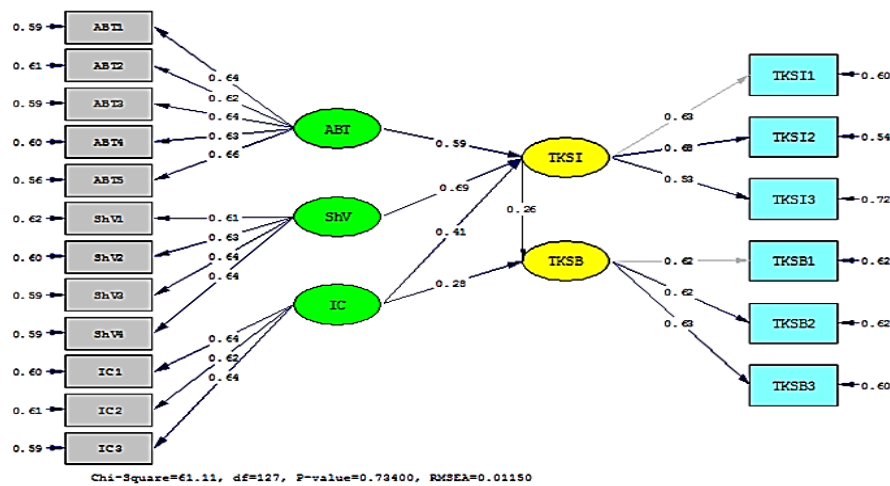 0.59 ABT1
0.61 ABT2
0.59 ABT3
0.60 ABT4
0.56 ABT5
0.62 ShV1
0.60 ShV2
0.59 ShV3
0.59 ShV4
0.60 IC1
0.61 IC2
0.59 IC3
0.64
0.62
0.64
0.63
0.66
0.61
0.63
0.64
0.64
0.64
0.62
0.64
ABT
ShV
IC
0.59
0.69
0.41
0.28
TKSI
0.26
TKSB
0.63
0.68
0.53
0.62
0.62
0.63
TKSI1 0.60
TKSI2 0.54
TKSI3 0.72
TKSB1 0.62
TKSB2 0.62
TKSB3 0.60
Chi-Square=61.11, df=127, P-value=0.73400, RMSEA=0.01150